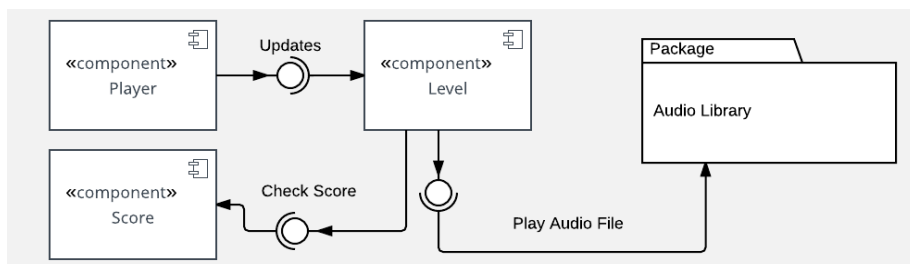 «component»
Player
Updates
«component»
Level
Package
Audio Library
«component»
Score
Check Score
Play Audio File